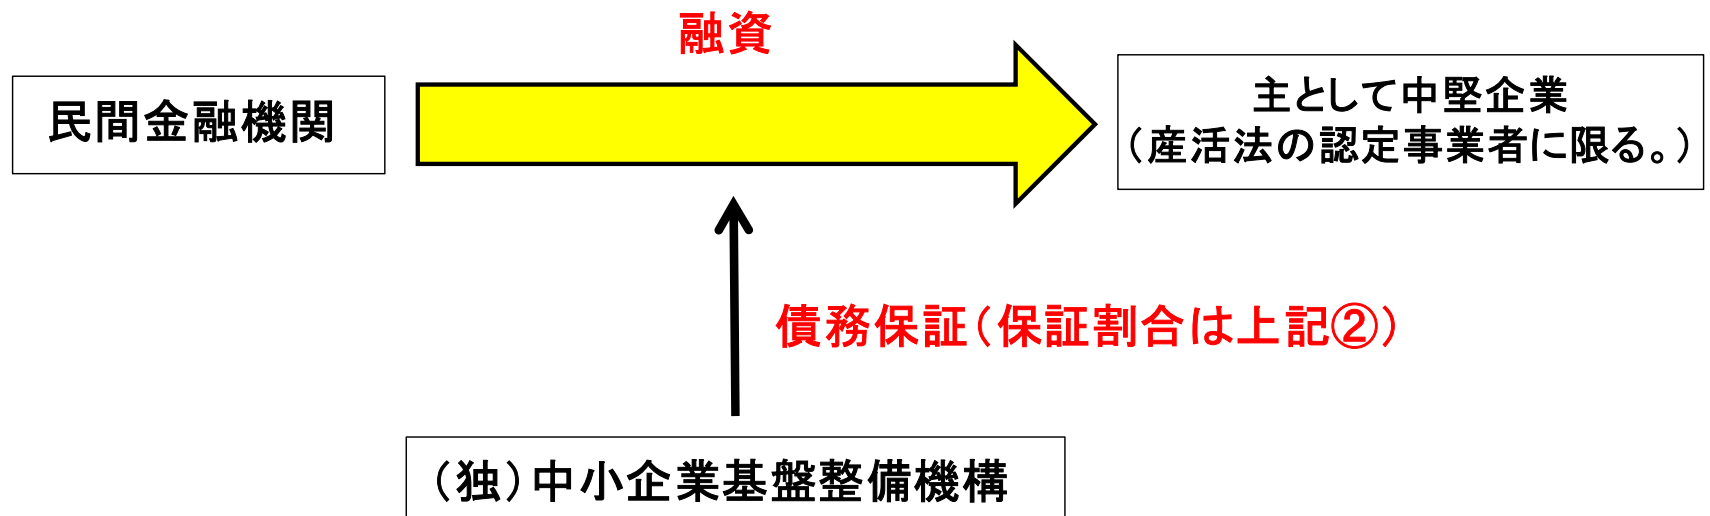 融資
民間金融機関
主として中堅企業
（産活法の認定事業者に限る。）
債務保証（保証割合は上記②）
（独）中小企業基盤整備機構